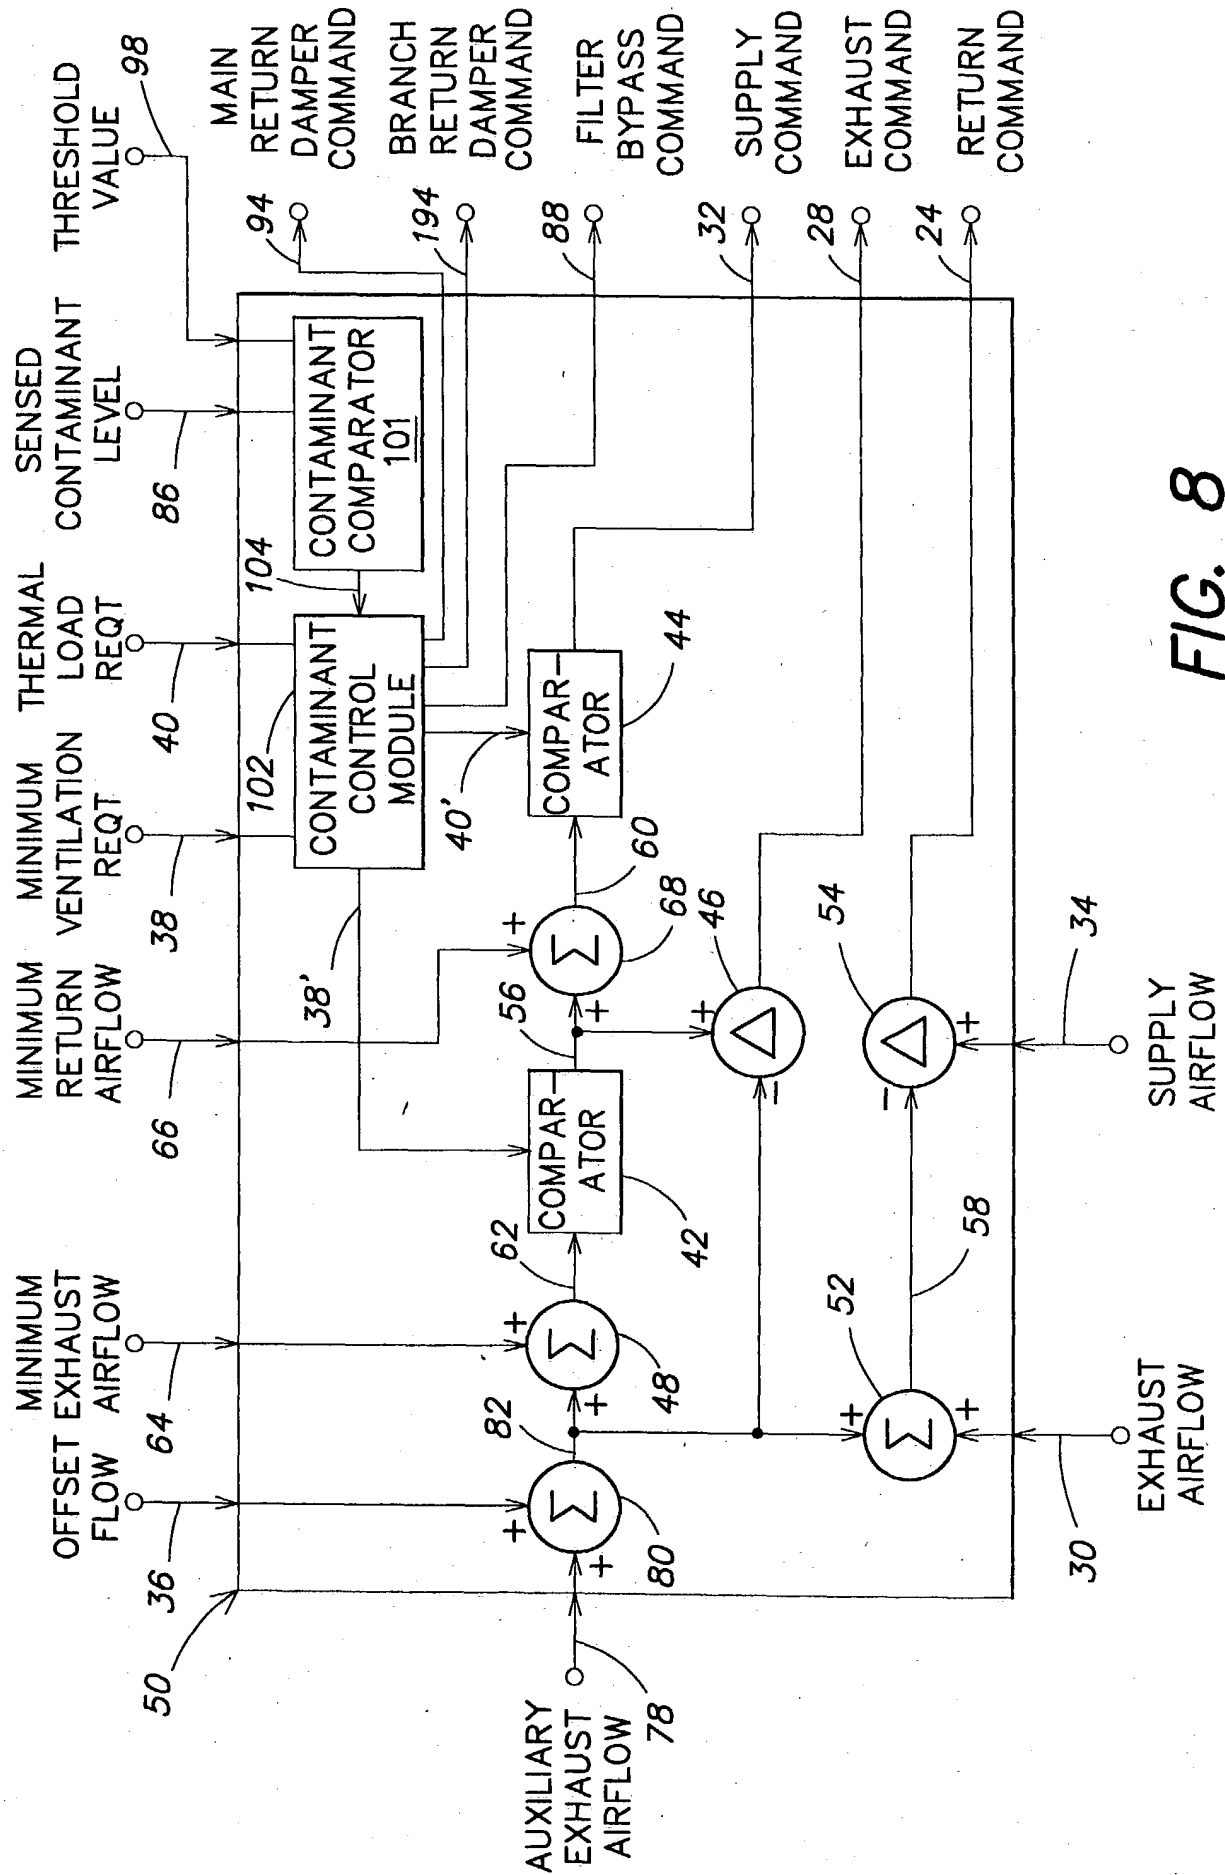 OFFSET
FLOW
36
MINIMUM
EXHAUST
AIRFLOW
64
MINIMUM
RETURN
AIRFLOW
66
MINIMUM
VENTILATION
REQT
38
THERMAL
LOAD
REQT
40
SENSED
CONTAMINANT
LEVEL
86
THRESHOLD
VALUE
98
50
102
CONTAMINANT
CONTROL
MODULE
104
CONTAMINANT
COMPARATOR
101
38'
40'
MAIN
RETURN
DAMPER
COMMAND
94
BRANCH
RETURN
DAMPER
COMMAND
194
FILTER
BYPASS
COMMAND
88
SUPPLY
COMMAND
32
EXHAUST
COMMAND
28
RETURN
COMMAND
24
AUXILIARY
EXHAUST
AIRFLOW
78
+
+
Σ
80
82
+
+
Σ
48
62
COMPAR-
ATOR
42
56
+
+
Σ
68
60
COMPAR-
ATOR
44
+
-
Δ
46
+
+
Σ
52
58
-
+
Δ
54
EXHAUST
AIRFLOW
30
SUPPLY
AIRFLOW
34
FIG. 8